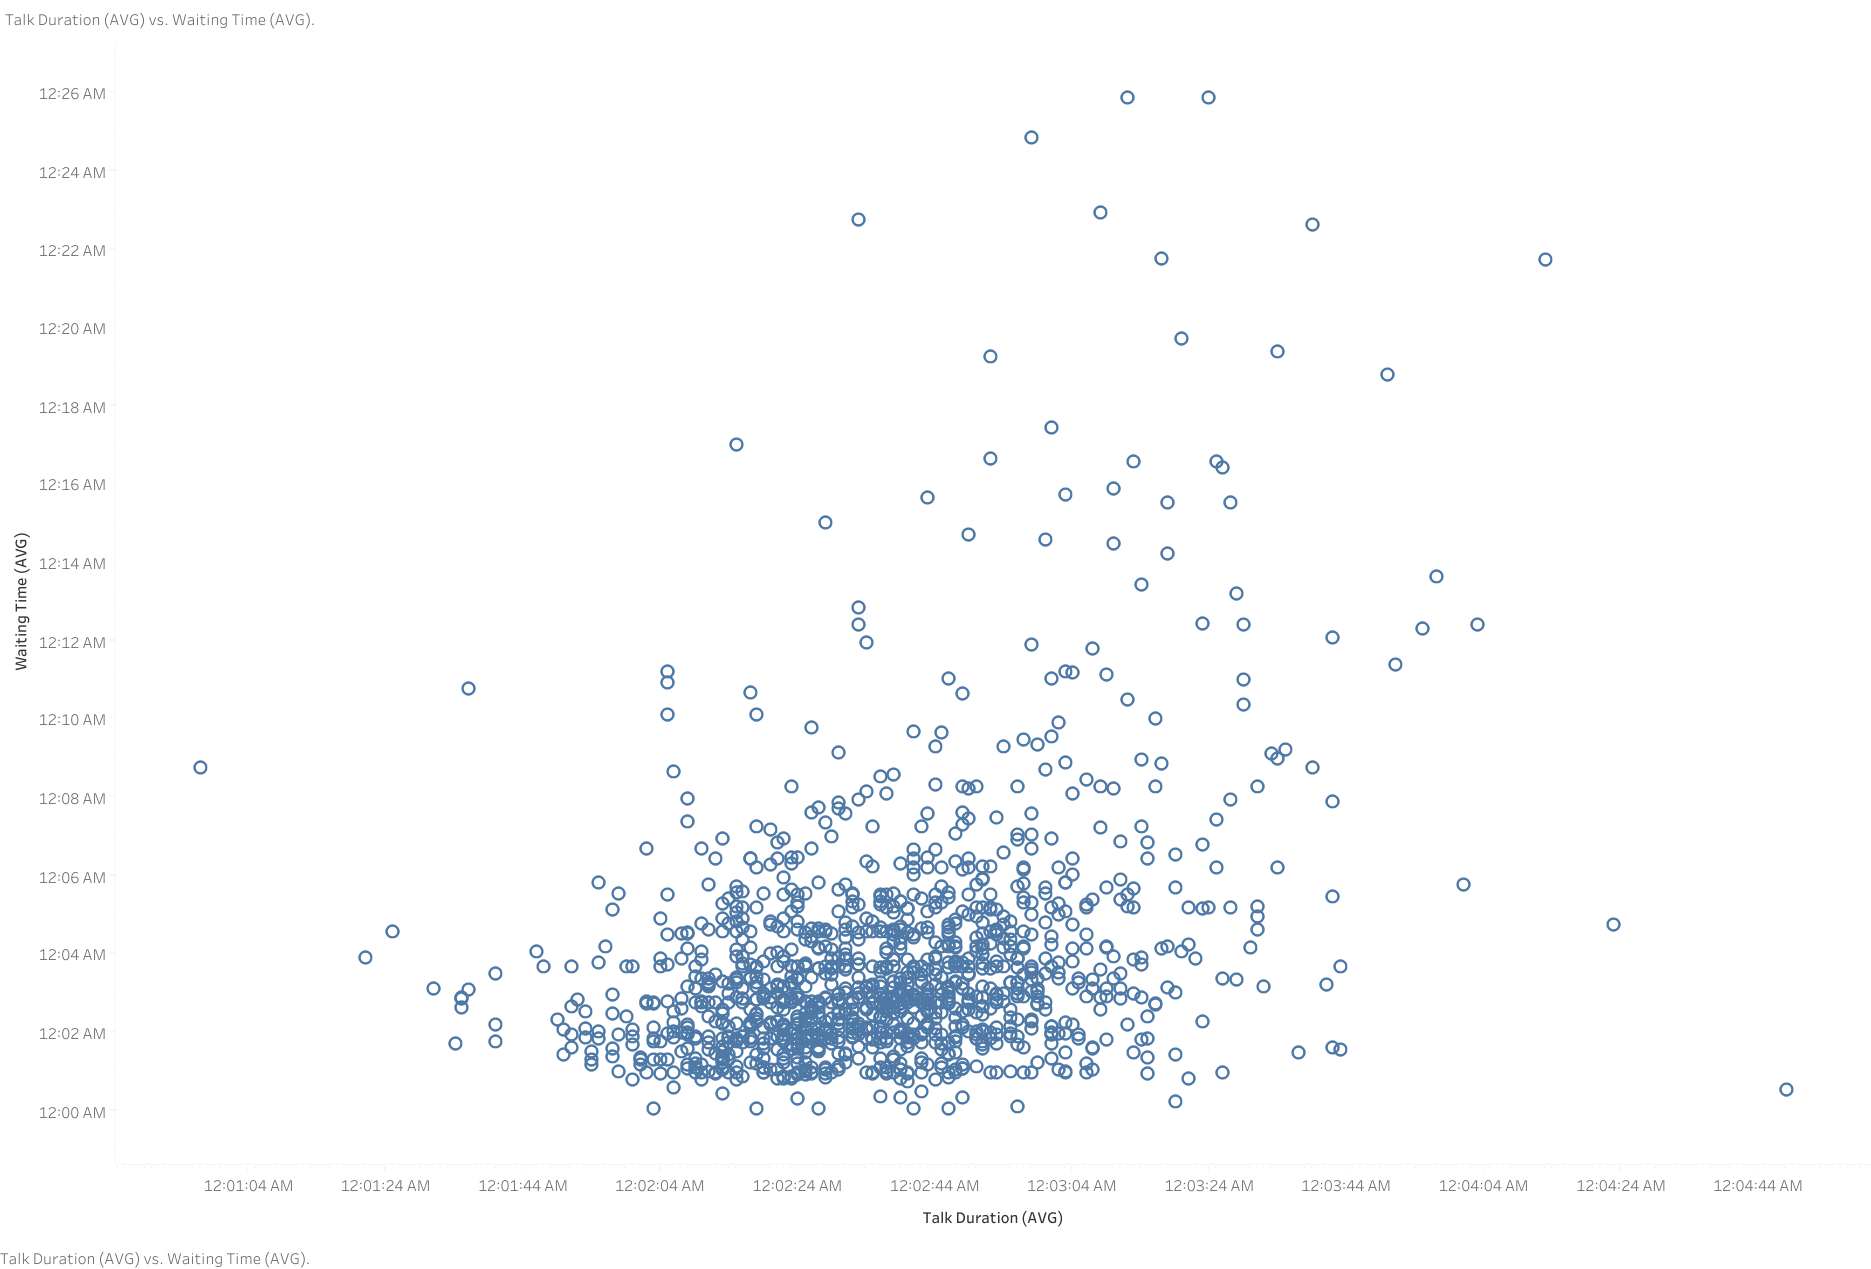 Talk Duration (AVG) vs. Waiting Time (AVG).
12:26 AM
12:24 AM
12:22 AM
12:20 AM
12:18 AM
12:16 AM
12:14 AM
12:12 AM
12:10 AM
12:08 AM
12:06 AM
12:04 AM
12:02 AM
12:00 AM
Waiting Time (AVG)
12:01:04 AM 12:01:24 AM 12:01:44 AM 12:02:04 AM 12:02:24 AM 12:02:44 AM 12:03:04 AM 12:03:24 AM 12:03:44 AM 12:04:04 AM 12:04:24 AM 12:04:44 AM
Talk Duration (AVG)
Talk Duration (AVG) vs. Waiting Time (AVG).